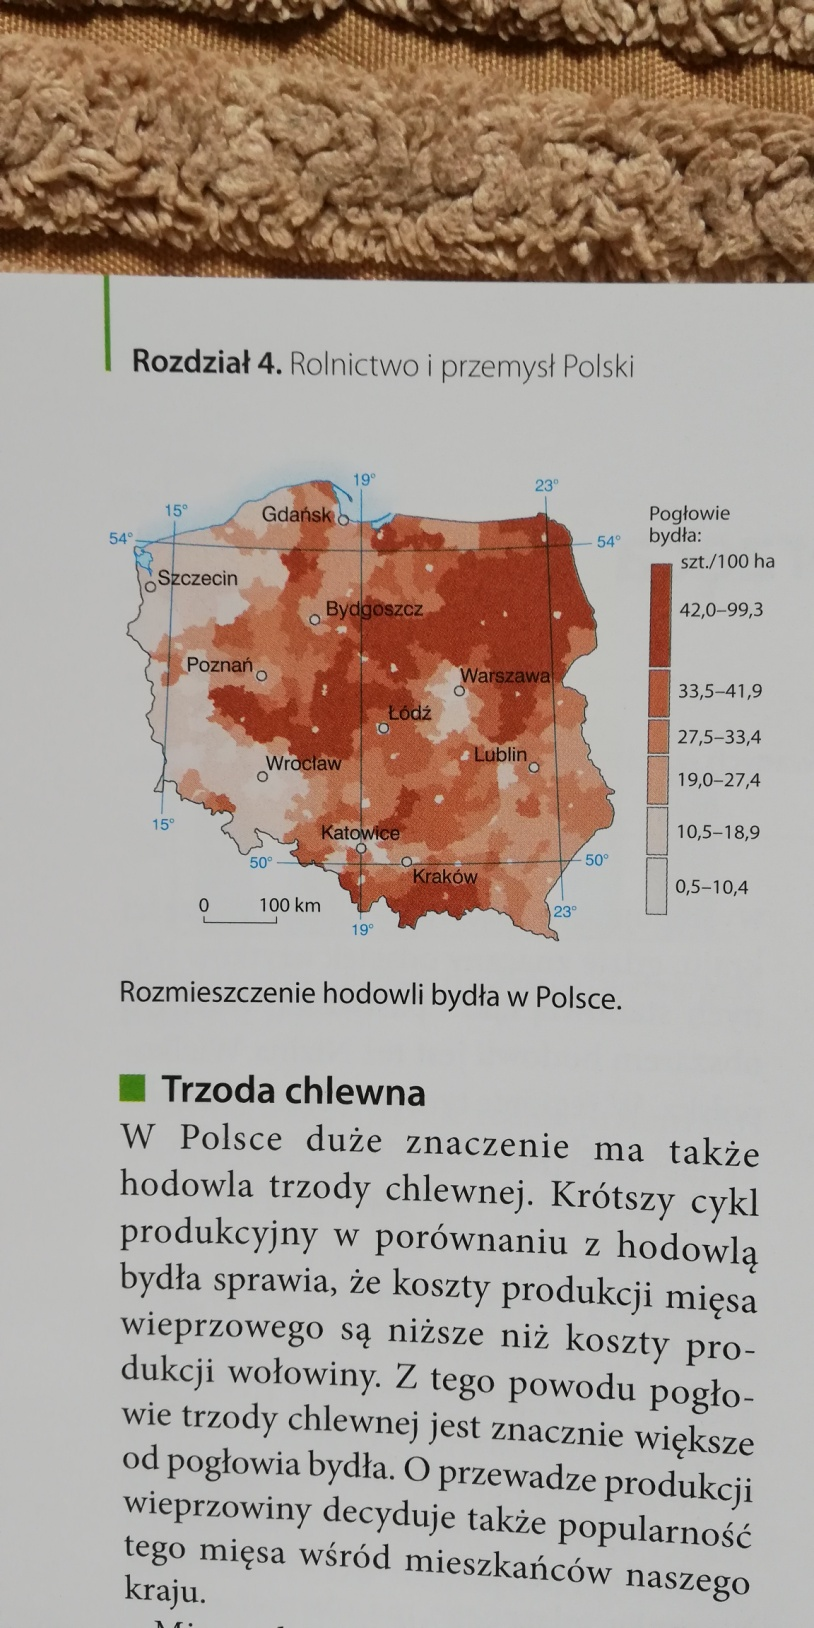 Rozdział 4. Rolnictwo i przemysł Polski
19°
23°
15°
Gdańsk
54°
54°
Szczecin
Bydgoszcz
Poznań
Warszawa
Łódź
Lublin
Wrocław
15°
Katowice
50°
50°
Kraków
0 100 km
23°
19°
Pogłowie
bydła:
szt./100 ha
42,0–99,3
33,5–41,9
27,5–33,4
19,0–27,4
10,5–18,9
0,5–10,4
Rozmieszczenie hodowli bydła w Polsce.
Trzoda chlewna
W Polsce duże znaczenie ma także
hodowla trzody chlewnej. Krótszy cykl
produkcyjny w porównaniu z hodowlą
bydła sprawia, że koszty produkcji mięsa
wieprzowego są niższe niż koszty pro-
dukcji wołowiny. Z tego powodu pogło-
wie trzody chlewnej jest znacznie większe
od pogłowia bydła. O przewadze produkcji
wieprzowiny decyduje także popularność
tego mięsa wśród mieszkańców naszego
kraju.